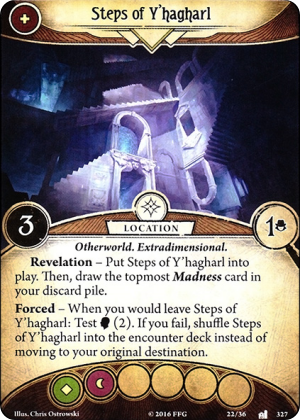 Steps of Y'hagharl
3
LOCATION
1
Otherworld. Extradimensional.
Revelation – Put Steps of Y'hagharl into
play. Then, draw the topmost Madness card in
your discard pile.
Forced – When you would leave Steps of
Y'hagharl: Test (2). If you fail, shuffle Steps
of Y'hagharl into the encounter deck instead of
moving to your original destination.
Illus. Chris Ostrowski
© 2016 FFG
22/36
327